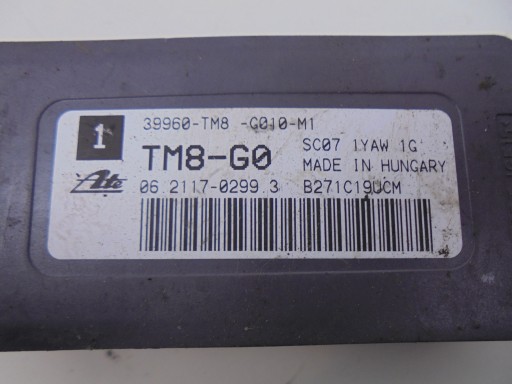 1
39960-TM8 -G010-M1
TM8-G0
SC07 1YAW 1G
MADE IN HUNGARY
Ate
06.2117-0299.3
B271C19UCM